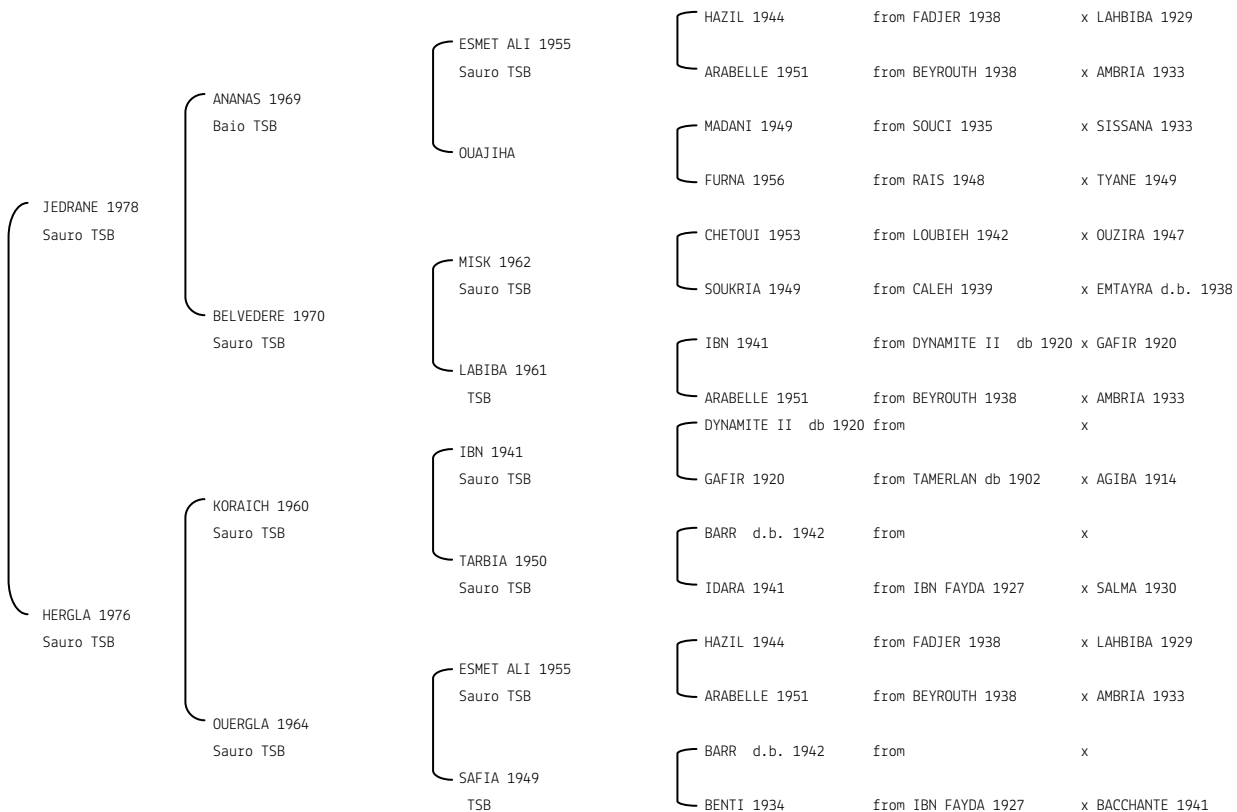 HAZIL 1944 from FADJER 1938 x LAHBIBA 1929
ESMET ALI 1955
Sauro TSB
ARABELLE 1951 from BEYROUTH 1938 x AMBRIA 1933
ANANAS 1969
Baio TSB
MADANI 1949 from SOUCI 1935 x SISSANA 1933
OUAJIHA
FURNA 1956 from RAIS 1948 x TYANE 1949
JEDRANE 1978
Sauro TSB
CHETOUI 1953 from LOUBIEH 1942 x OUZIRA 1947
MISK 1962
Sauro TSB
SOUKRIA 1949 from CALEH 1939 x EMTAYRA d.b. 1938
BELVEDERE 1970
Sauro TSB
IBN 1941 from DYNAMITE II db 1920 x GAFIR 1920
LABIBA 1961
TSB
ARABELLE 1951 from BEYROUTH 1938 x AMBRIA 1933
DYNAMITE II db 1920 from x
IBN 1941
Sauro TSB
GAFIR 1920 from TAMERLAN db 1902 x AGIBA 1914
KORAICH 1960
Sauro TSB
BARR d.b. 1942 from x
TARBIA 1950
Sauro TSB
IDARA 1941 from IBN FAYDA 1927 x SALMA 1930
HERGLA 1976
Sauro TSB
HAZIL 1944 from FADJER 1938 x LAHBIBA 1929
ESMET ALI 1955
Sauro TSB
ARABELLE 1951 from BEYROUTH 1938 x AMBRIA 1933
OUERGLA 1964
Sauro TSB
BARR d.b. 1942 from x
SAFIA 1949
TSB
BENTI 1934 from IBN FAYDA 1927 x BACCHANTE 1941